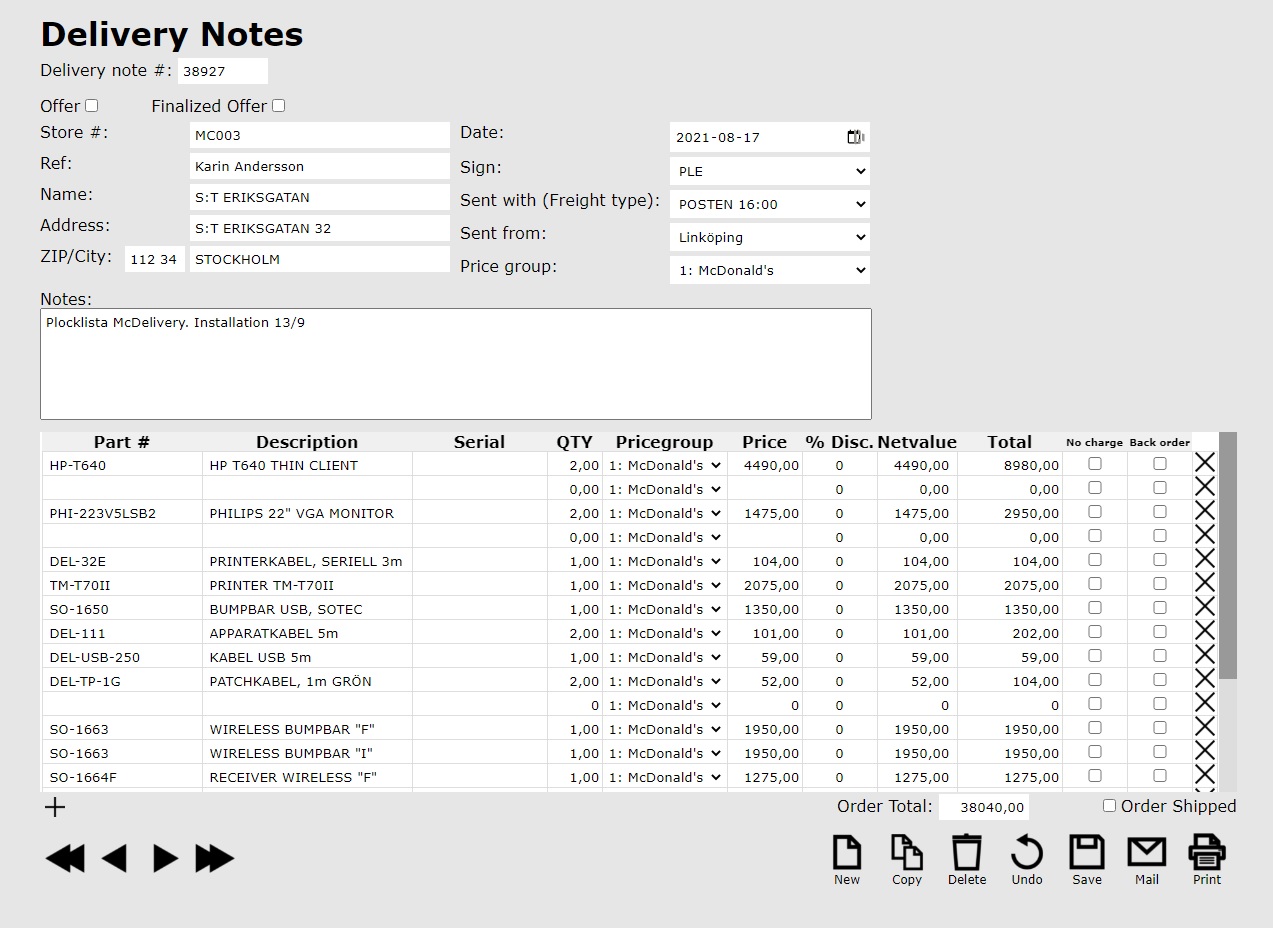 Delivery Notes
Delivery note #: 38927
Offer Finalized Offer
Store #: MC003 Date: 2021-08-17
Ref: Karin Andersson Sign: PLE
Name: S:T ERIKSGATAN Sent with (Freight type): POSTEN 16:00
Address: S:T ERIKSGATAN 32 Sent from: Linköping
ZIP/City: 112 34 STOCKHOLM Price group: 1: McDonald's
Notes:
Plocklista McDelivery. Installation 13/9
Part # Description Serial QTY Pricegroup Price % Disc. Netvalue Total No charge Back order
HP-T640 HP T640 THIN CLIENT 2,00 1: McDonald's 4490,00 0 4490,00 8980,00
0,00 1: McDonald's 0 0,00 0,00
PHI-223V5LSB2 PHILIPS 22" VGA MONITOR 2,00 1: McDonald's 1475,00 0 1475,00 2950,00
0,00 1: McDonald's 0 0,00 0,00
DEL-32E PRINTERKABEL, SERIELL 3m 1,00 1: McDonald's 104,00 0 104,00 104,00
TM-T70II PRINTER TM-T70II 1,00 1: McDonald's 2075,00 0 2075,00 2075,00
SO-1650 BUMPBAR USB, SOTEC 1,00 1: McDonald's 1350,00 0 1350,00 1350,00
DEL-111 APPARATKABEL 5m 2,00 1: McDonald's 101,00 0 101,00 202,00
DEL-USB-250 KABEL USB 5m 1,00 1: McDonald's 59,00 0 59,00 59,00
DEL-TP-1G PATCHKABEL, 1m GRÖN 2,00 1: McDonald's 52,00 0 52,00 104,00
0 1: McDonald's 0 0 0 0
SO-1663 WIRELESS BUMPBAR "F" 1,00 1: McDonald's 1950,00 0 1950,00 1950,00
SO-1663 WIRELESS BUMPBAR "I" 1,00 1: McDonald's 1950,00 0 1950,00 1950,00
SO-1664F RECEIVER WIRELESS "F" 1,00 1: McDonald's 1275,00 0 1275,00 1275,00
Order Total: 38040,00 Order Shipped
New Copy Delete Undo Save Mail Print